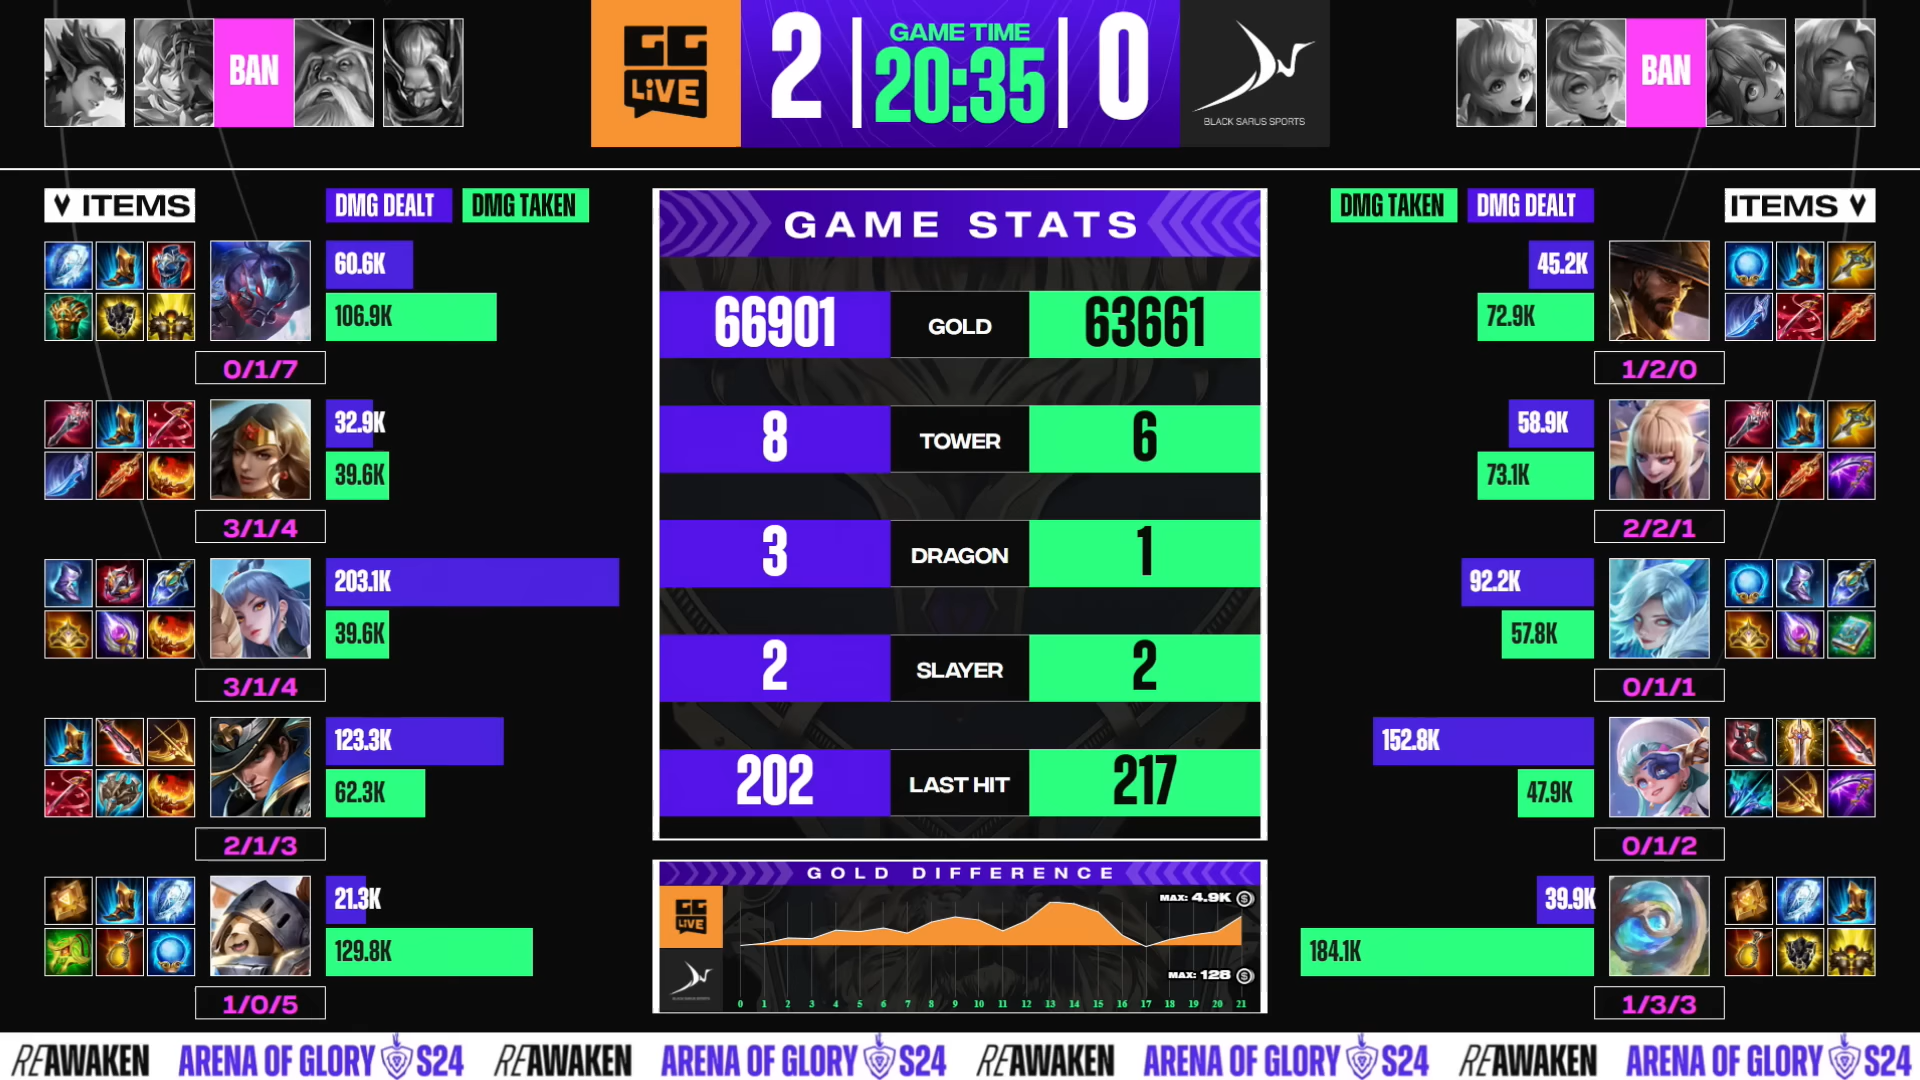 BAN
GG
LiVE
2
GAME TIME
20:35
0
BLACK SARUS SPORTS
BAN
ITEMS
DMG DEALT
DMG TAKEN
60.6K
106.9K
0/1/7
32.9K
39.6K
3/1/4
203.1K
39.6K
3/1/4
123.3K
62.3K
2/1/3
21.3K
129.8K
1/0/5
GAME STATS
66901 GOLD 63661
8 TOWER 6
3 DRAGON 1
2 SLAYER 2
202 LAST HIT 217
GOLD DIFFERENCE
GG
LIVE
MAX: 4.9K
MAX: 128
0 1 2 3 4 5 6 7 8 9 10 11 12 13 14 15 16 17 18 19 20 21
DMG TAKEN
DMG DEALT
ITEMS
45.2K
72.9K
1/2/0
58.9K
73.1K
2/2/1
92.2K
57.8K
0/1/1
152.8K
47.9K
0/1/2
39.9K
184.1K
1/3/3
REAWAKEN ARENA OF GLORY S24 REAWAKEN ARENA OF GLORY S24 REAWAKEN ARENA OF GLORY S24 REAWAKEN ARENA OF GLORY S24